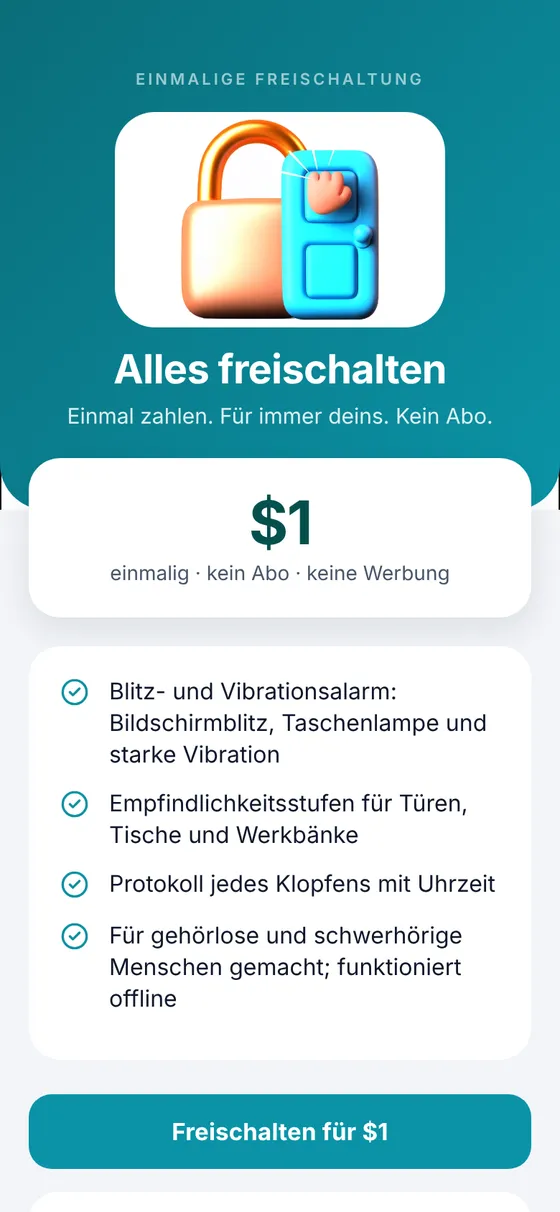 EINMALIGE FREISCHALTUNG
Alles freischalten
Einmal zahlen. Für immer deins. Kein Abo.
$1
einmalig · kein Abo · keine Werbung
Blitz- und Vibrationsalarm:
Bildschirmblitz, Taschenlampe und
starke Vibration
Empfindlichkeitsstufen für Türen,
Tische und Werkbänke
Protokoll jedes Klopfens mit Uhrzeit
Für gehörlose und schwerhörige
Menschen gemacht; funktioniert
offline
Freischalten für $1